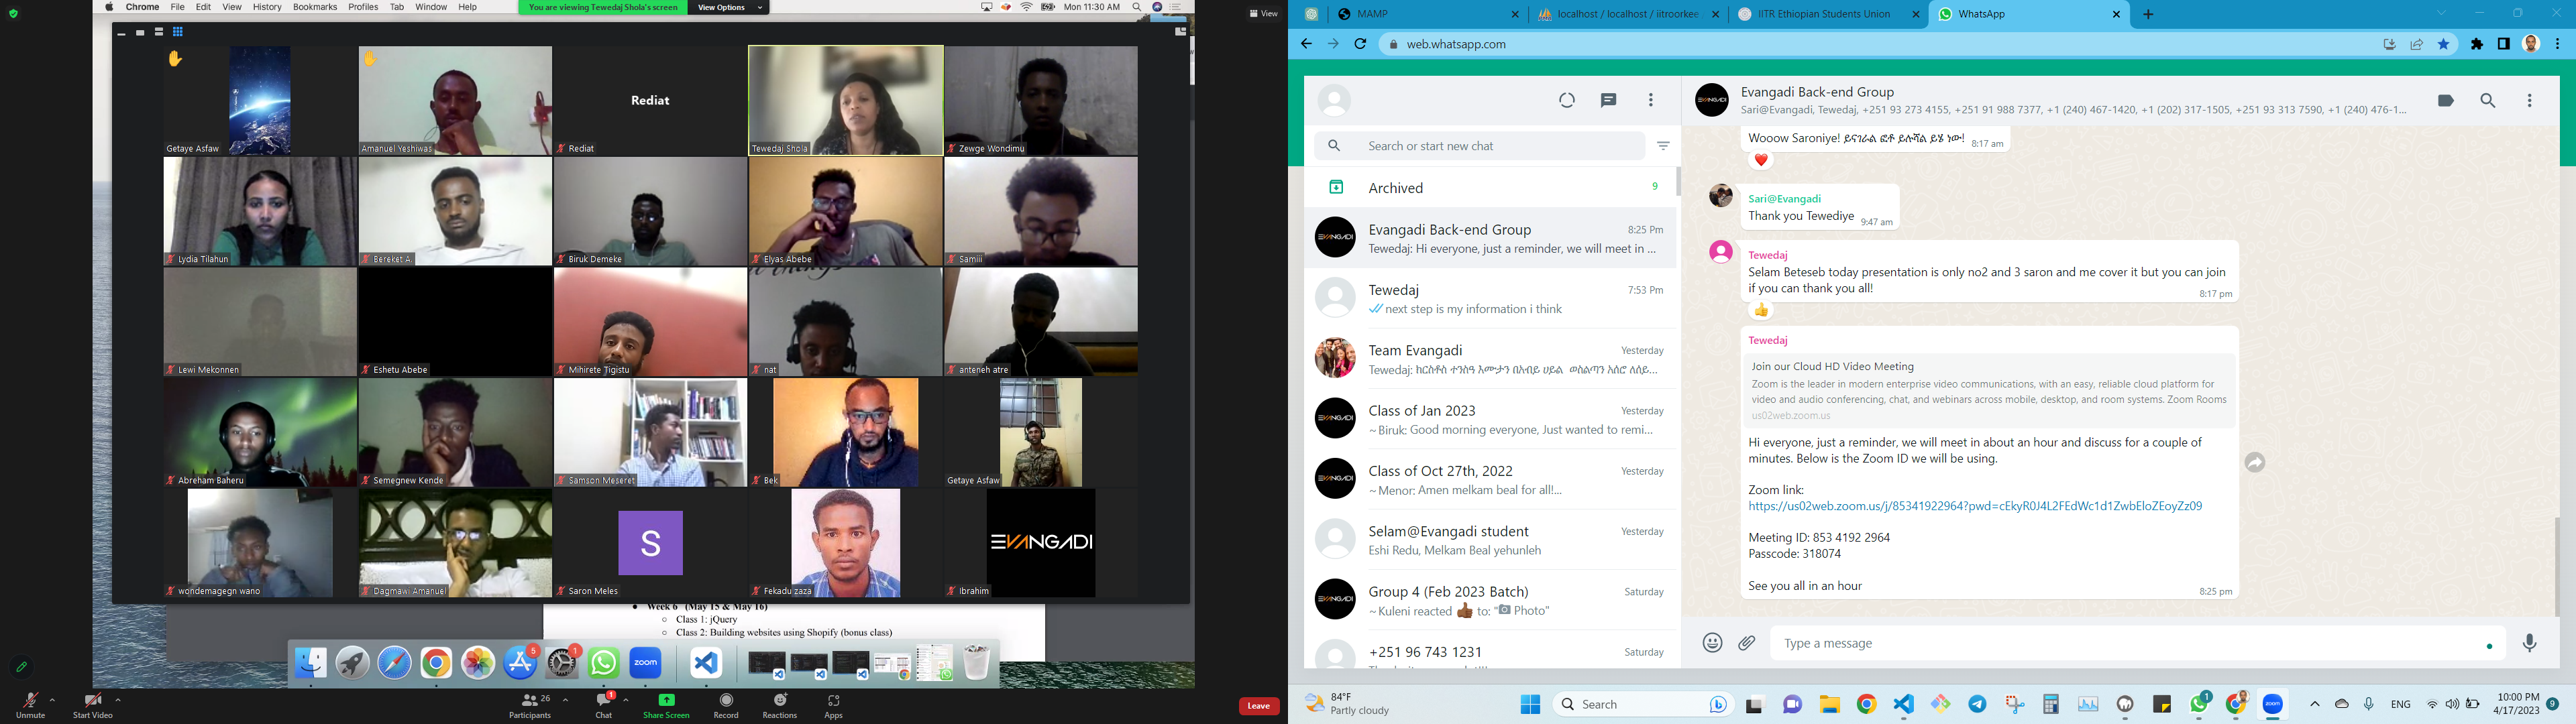 Chrome File Edit View History Bookmarks Profiles Tab Window Help
You are viewing Tewedaj Shola's screen View Options
Mon 11:30 AM
View
Getaye Asfaw
Amanuel Yeshiwas
Rediat
Rediat
Tewedaj Shola
Zewge Wondimu
Lydia Tilahun
Bereket A.
Biruk Demeke
Elyas Abebe
Samiii
Lewi Mekonnen
Eshetu Abebe
Mihirete Tigistu
nat
anteneh atre
Abreham Baheru
Semegnew Kende
Samson Meseret
Bek
Getaye Asfaw
wondemagegn wano
Dagmawi Amanuel
S
Saron Meles
Fekadu zaza
EVANGADI
Ibrahim
Week 6 (May 15 & May 16)
Class 1: jQuery
Class 2: Building websites using Shopify (bonus class)
5
1
zoom
Unmute
Start Video
26
Participants
1
Chat
Share Screen
Record
Reactions
Apps
Leave
MAMP
localhost / localhost / iitroorkee
IITR Ethiopian Students Union
WhatsApp
web.whatsapp.com
Search or start new chat
Archived 9
Evangadi Back-end Group 8:25 Pm
Tewedaj: Hi everyone, just a reminder, we will meet in ...
Tewedaj 7:53 Pm
next step is my information i think
Team Evangadi Yesterday
Tewedaj: ክርስቶስ ተንስዓ እሙታን በአብይ ሀይል ወስልጣን አሰሮ ለሰይ...
Class of Jan 2023 Yesterday
~Biruk: Good morning everyone, Just wanted to remi...
Class of Oct 27th, 2022 Yesterday
~Menor: Amen melkam beal for all!...
Selam@Evangadi student Yesterday
Eshi Redu, Melkam Beal yehunleh
Group 4 (Feb 2023 Batch) Saturday
~Kuleni reacted 👍🏾 to: "📷 Photo"
+251 96 743 1231 Saturday
Evangadi Back-end Group
Sari@Evangadi, Tewedaj, +251 93 273 4155, +251 91 988 7377, +1 (240) 467-1420, +1 (202) 317-1505, +251 93 313 7590, +1 (240) 476-1...
Wooow Saroniye! ይናገራል ፎቶ ይሉሻል ይሄ ነው! 8:17 am
Sari@Evangadi
Thank you Tewediye 9:47 am
Tewedaj
Selam Beteseb today presentation is only no2 and 3 saron and me cover it but you can join
if you can thank you all!
8:17 pm
Tewedaj
Join our Cloud HD Video Meeting
Zoom is the leader in modern enterprise video communications, with an easy, reliable cloud platform for
video and audio conferencing, chat, and webinars across mobile, desktop, and room systems. Zoom Rooms
us02web.zoom.us
Hi everyone, just a reminder, we will meet in about an hour and discuss for a couple of
minutes. Below is the Zoom ID we will be using.
Zoom link:
https://us02web.zoom.us/j/85341922964?pwd=cEkyR0J4L2FEdWc1d1ZwbEloZEoyZz09
Meeting ID: 853 4192 2964
Passcode: 318074
See you all in an hour
8:25 pm
Type a message
84°F
Partly cloudy
Search
1
zoom
ENG
10:00 PM
4/17/2023
9